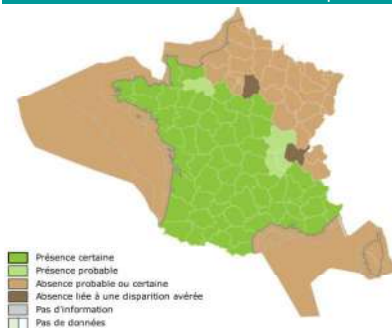 Présence certaine
Présence probable
Absence probable ou certaine
Absence liée à une disparition avérée
Pas d'information
Pas de données